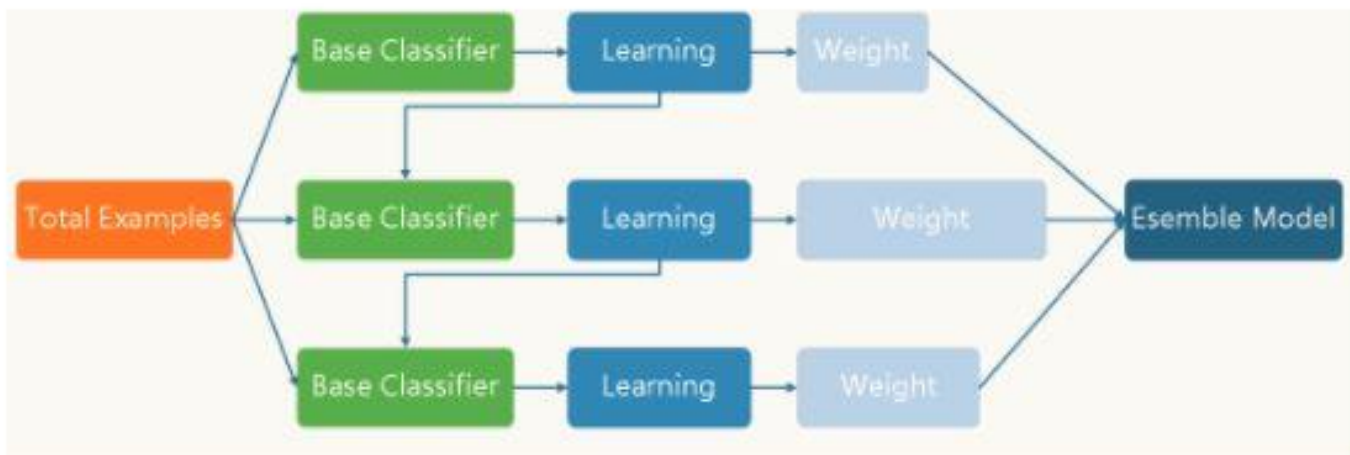 Base Classifier
Learning
Weight
Total Examples
Base Classifier
Learning
Weight
Esemble Model
Base Classifier
Learning
Weight